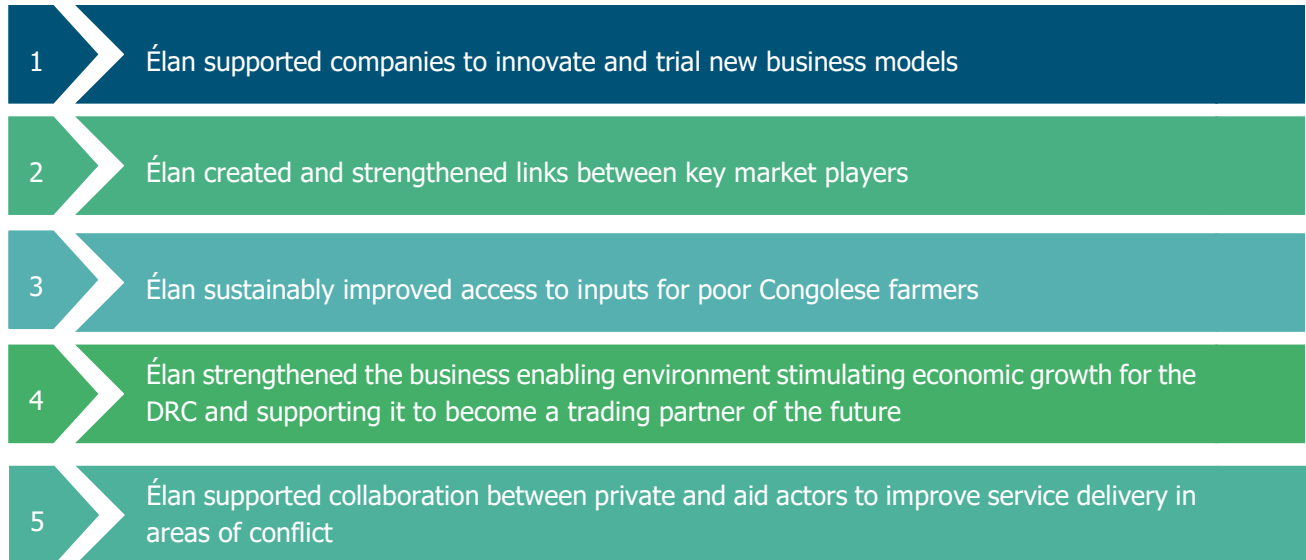 1
Élan supported companies to innovate and trial new business models
2
Élan created and strengthened links between key market players
3
Élan sustainably improved access to inputs for poor Congolese farmers
4
Élan strengthened the business enabling environment stimulating economic growth for the
DRC and supporting it to become a trading partner of the future
5
Élan supported collaboration between private and aid actors to improve service delivery in
areas of conflict